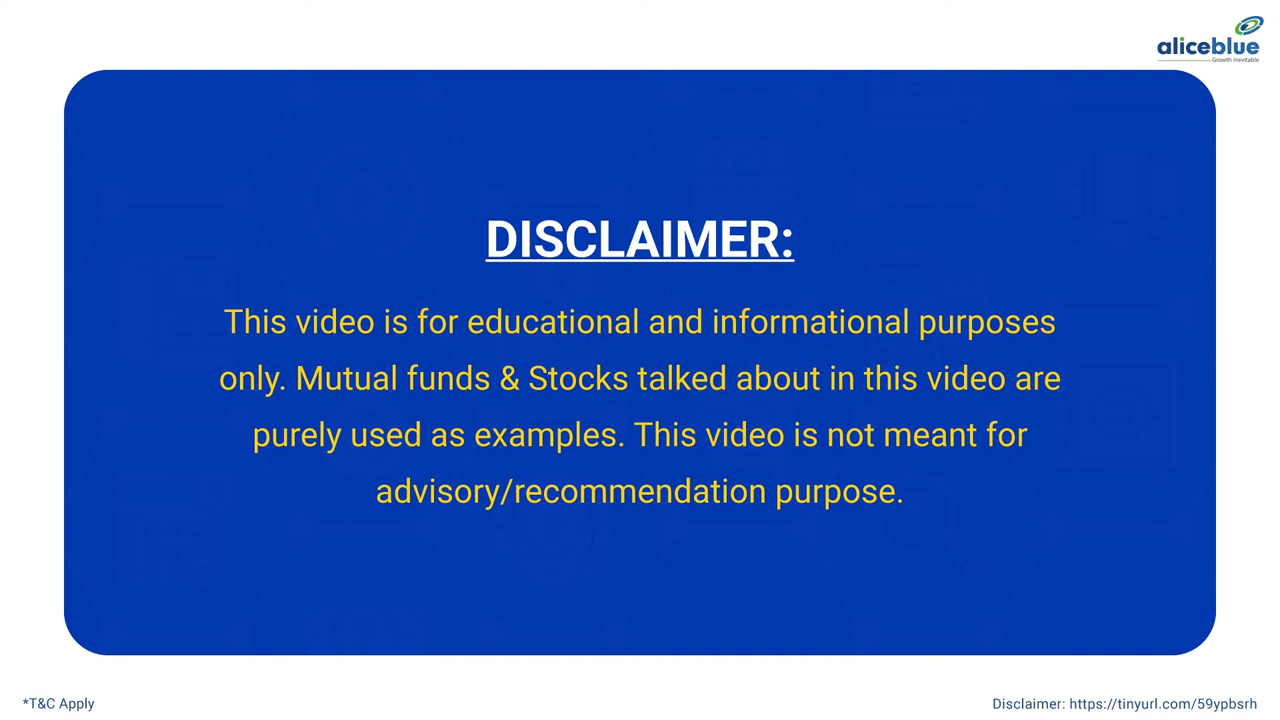 aliceblue
Growth inevitable
DISCLAIMER:
This video is for educational and informational purposes
only. Mutual funds & Stocks talked about in this video are
purely used as examples. This video is not meant for
advisory/recommendation purpose.
*T&C Apply
Disclaimer: https://tinyurl.com/59ypbsrh